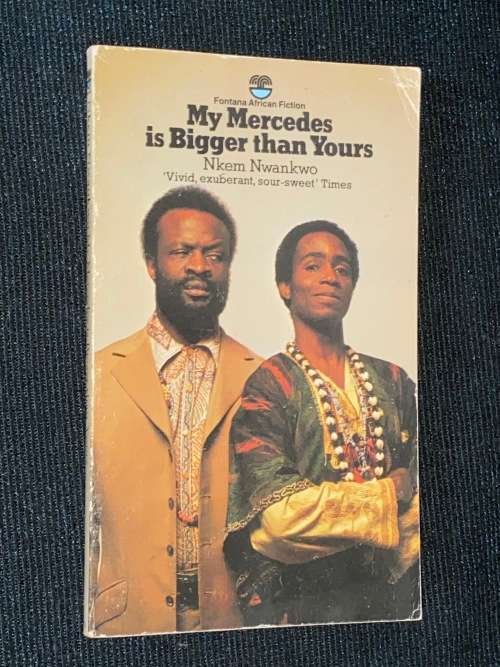 Fontana African Fiction
My Mercedes
is Bigger than Yours
Nkem Nwankwo
'Vivid, exuberant, sour-sweet' Times